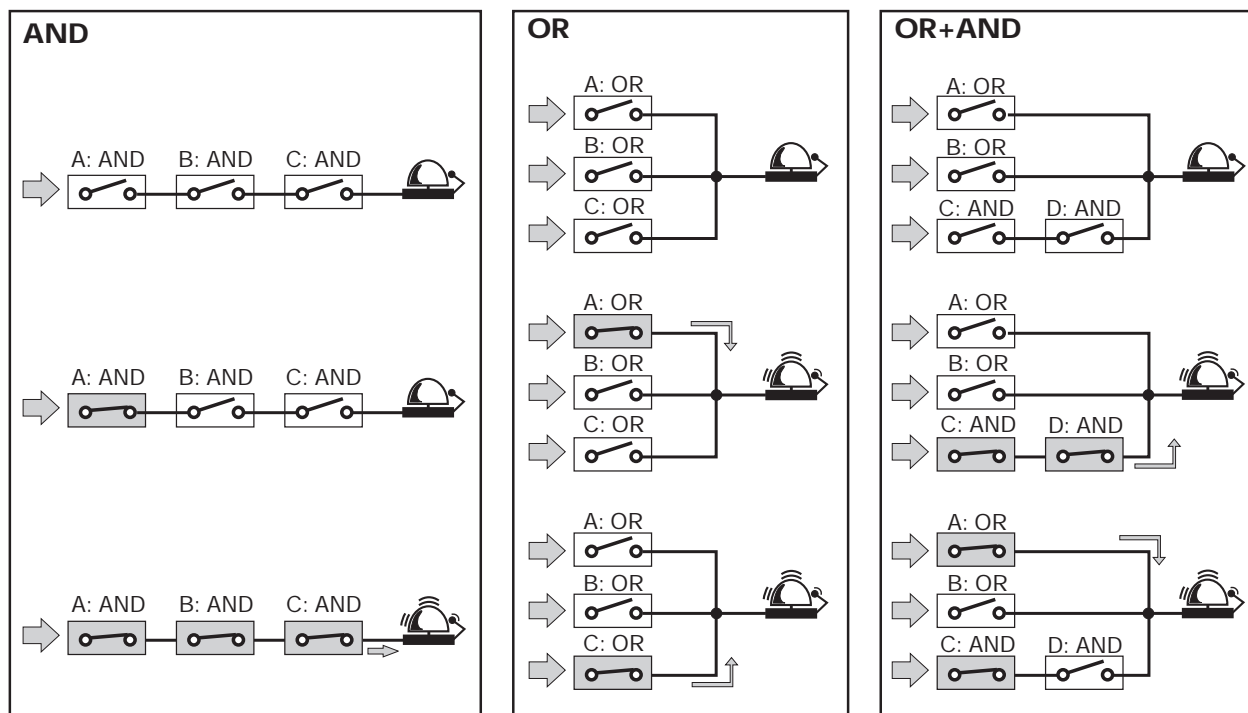 AND
A: AND B: AND C: AND
A: AND B: AND C: AND
A: AND B: AND C: AND
OR
A: OR
B: OR
C: OR
A: OR
B: OR
C: OR
A: OR
B: OR
C: OR
OR+AND
A: OR
B: OR
C: AND D: AND
A: OR
B: OR
C: AND D: AND
A: OR
B: OR
C: AND D: AND